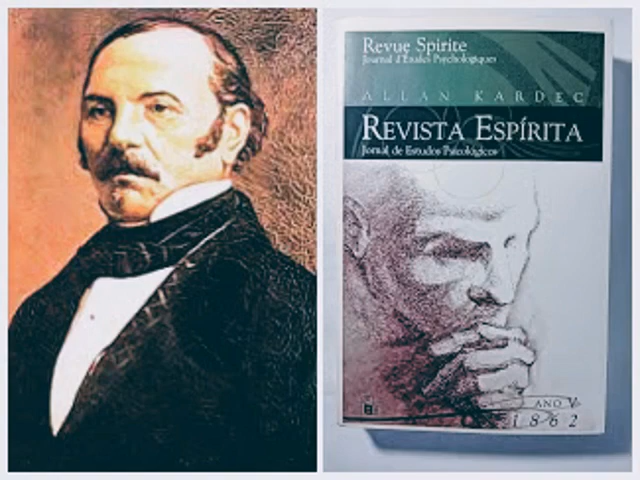 Revue Spirite
Journal d'Études Psychologiques
ALLAN KARDEC
REVISTA ESPÍRITA
Jornal de Estudos Psicológicos
ANO V
1862